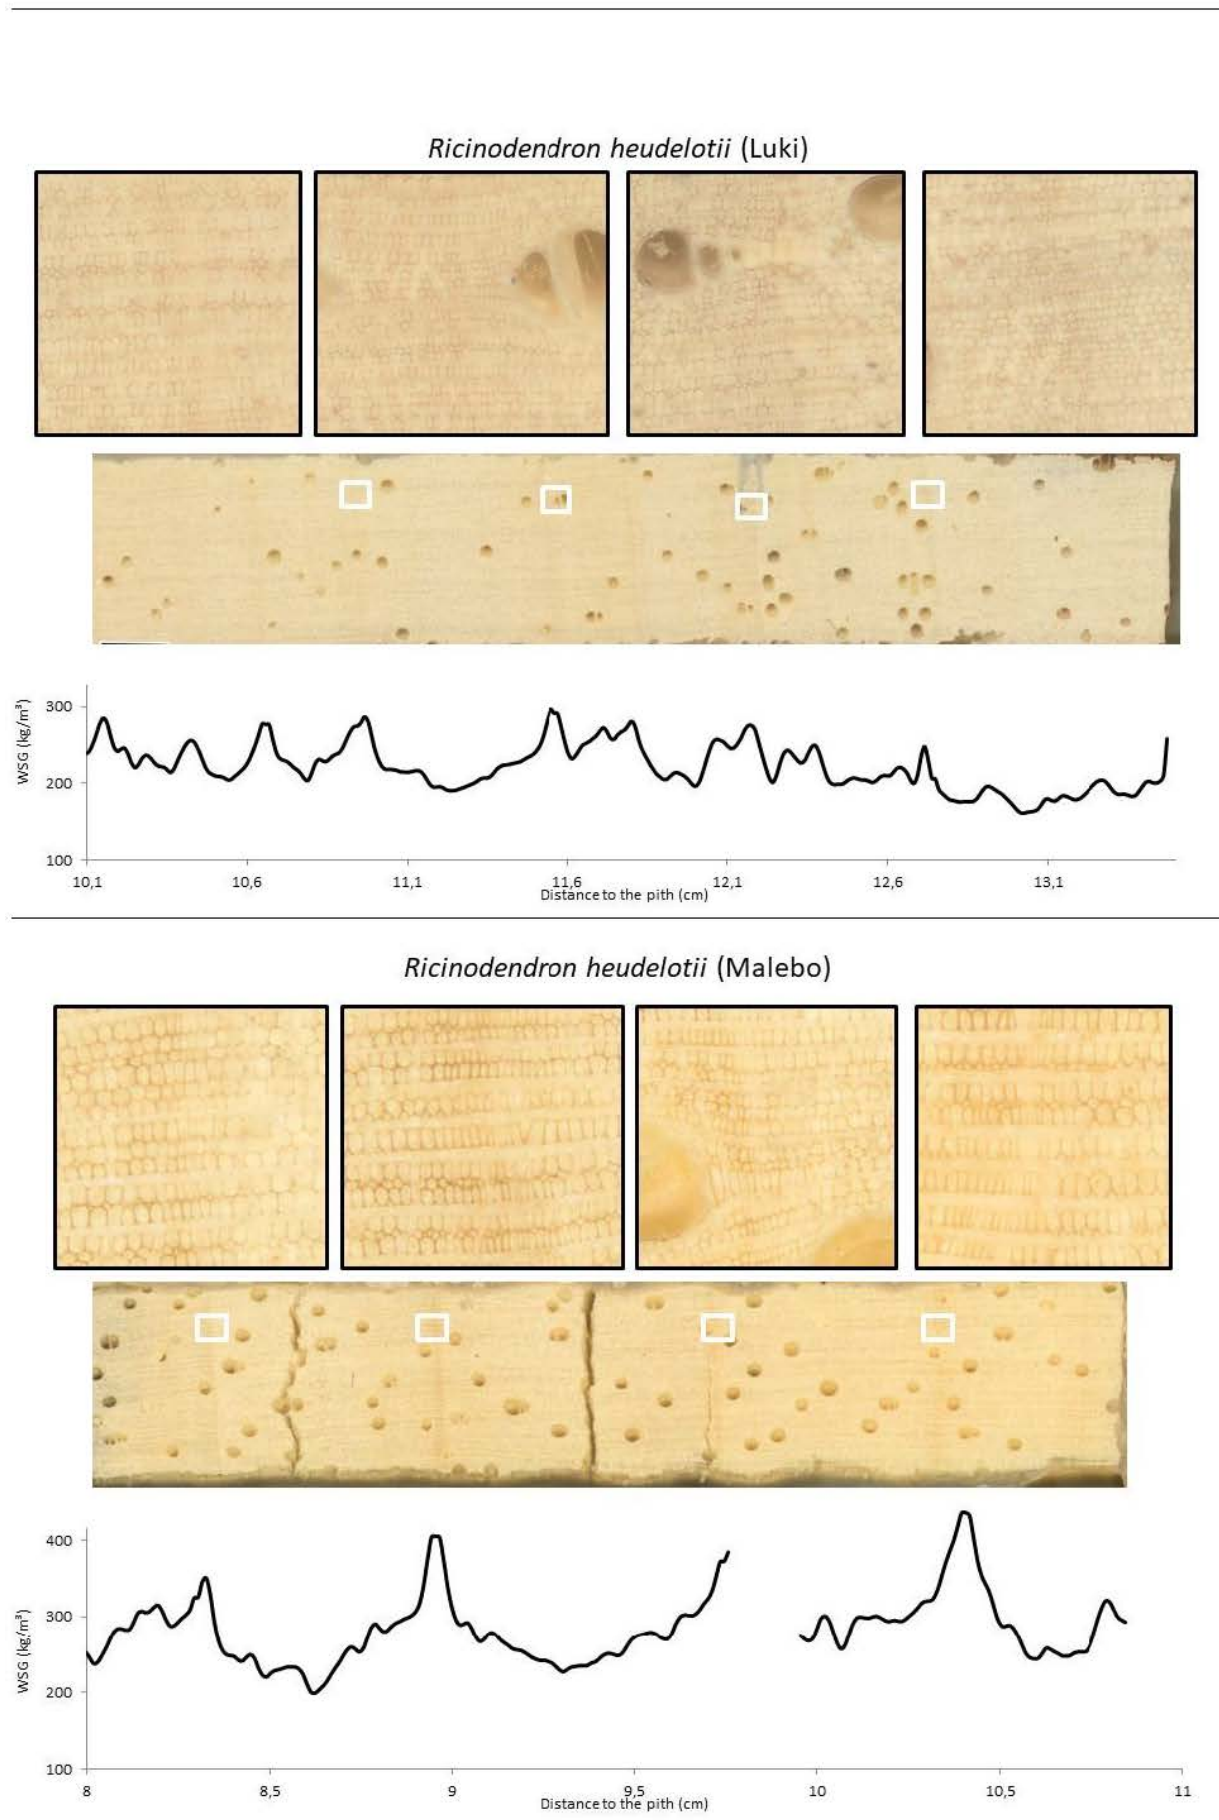 Ricinodendron heudelotii (Luki)
WSG (kg/m³)
300
200
100
10,1 10,6 11,1 11,6 12,1 12,6 13,1
Distance to the pith (cm)
Ricinodendron heudelotii (Malebo)
WSG (kg/m³)
400
300
200
100
8 8,5 9 9,5 10 10,5 11
Distance to the pith (cm)